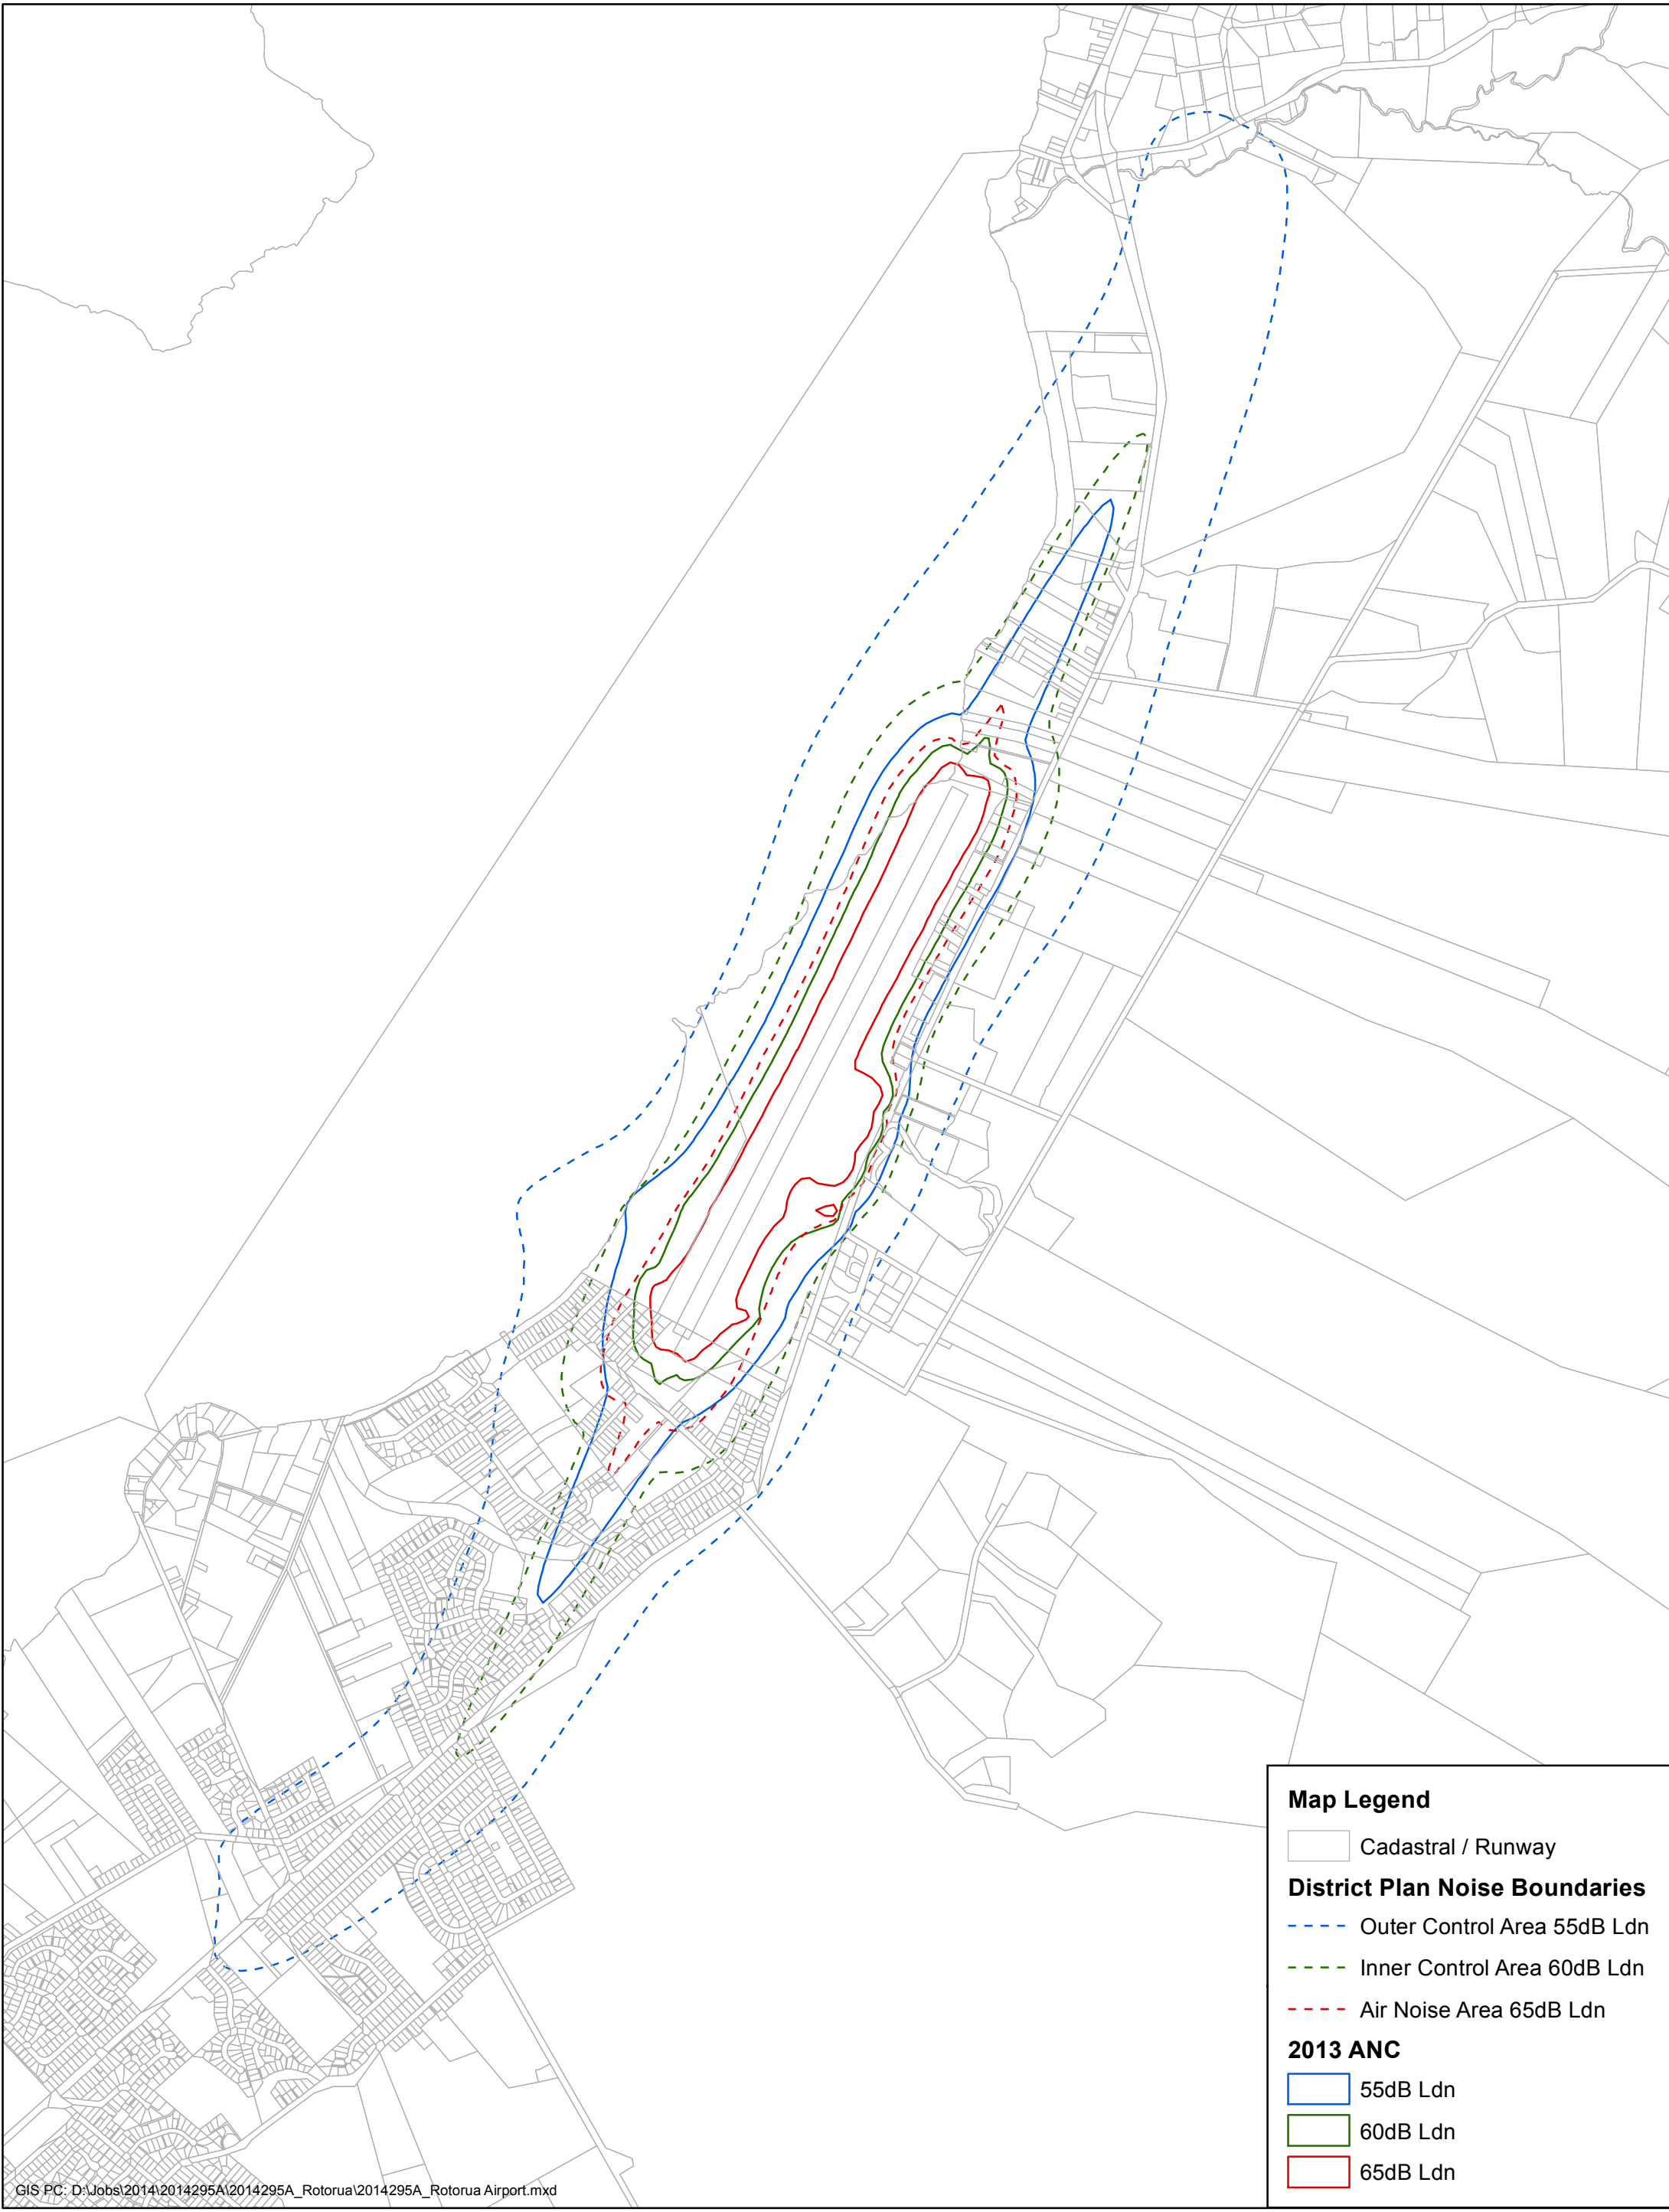 Map Legend
Cadastral / Runway
District Plan Noise Boundaries
Outer Control Area 55dB Ldn
Inner Control Area 60dB Ldn
Air Noise Area 65dB Ldn
2013 ANC
55dB Ldn
60dB Ldn
65dB Ldn
GIS PC: D:\Jobs\2014\2014295A\2014295A_Rotorua\2014295A_Rotorua Airport.mxd